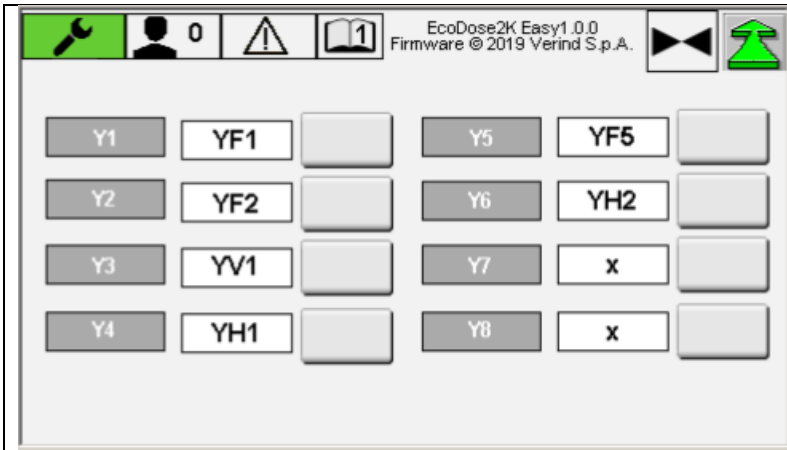 0
1
EcoDose2K Easy1.0.0
Firmware © 2019 Verind S.p.A.
Y1 YF1 Y5 YF5
Y2 YF2 Y6 YH2
Y3 YV1 Y7 x
Y4 YH1 Y8 x